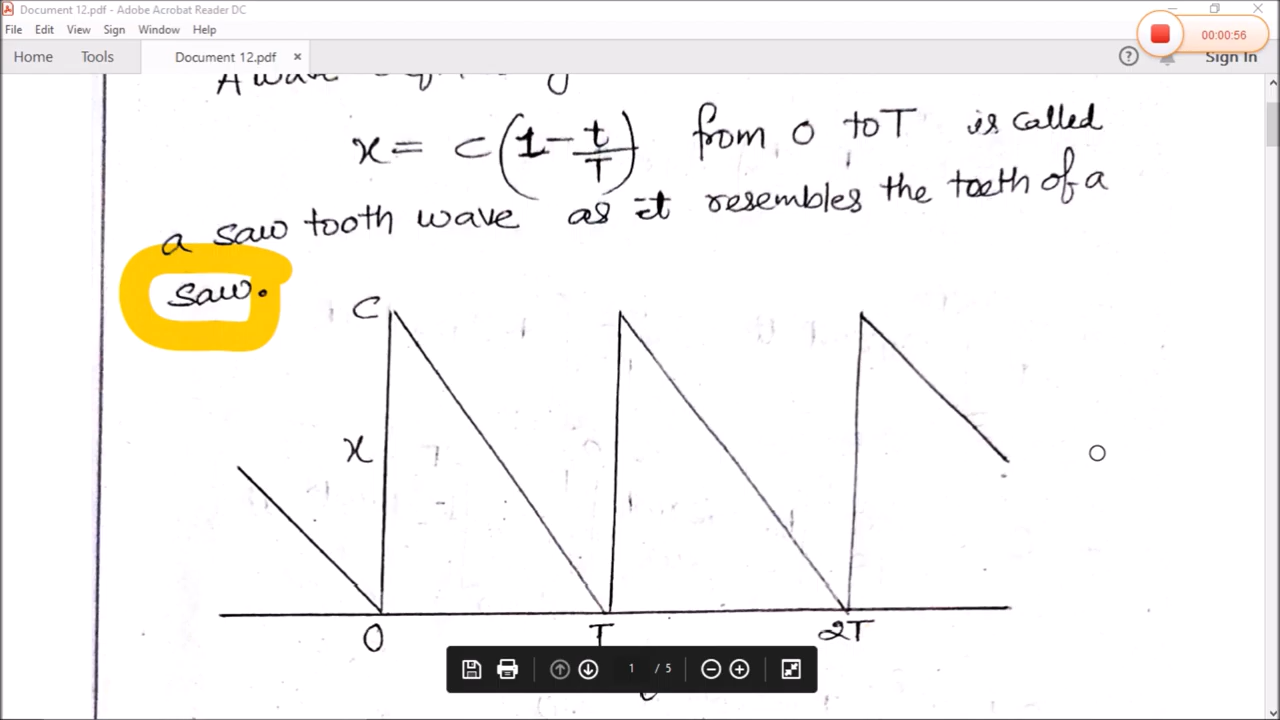 Document 12.pdf - Adobe Acrobat Reader DC
File Edit View Sign Window Help
00:00:56
Home Tools Document 12.pdf × ? Sign In
A wave
x = C(1 - t/T) from 0 to T is called
a saw tooth wave as it resembles the teeth of a
saw.
C
x
0 T 2T
1 / 5